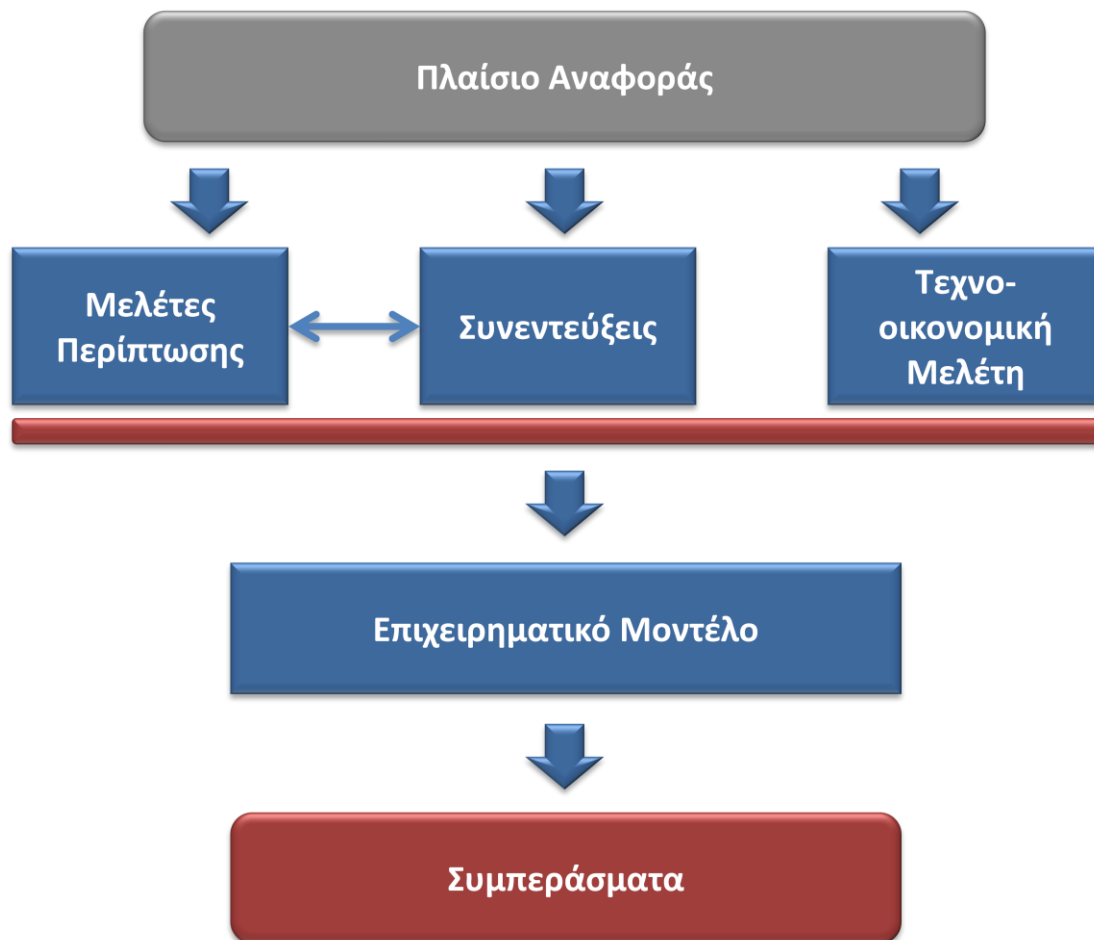 Πλαίσιο Αναφοράς
Μελέτες
Περίπτωσης
Συνεντεύξεις
Τεχνο-
οικονομική
Μελέτη
Επιχειρηματικό Μοντέλο
Συμπεράσματα